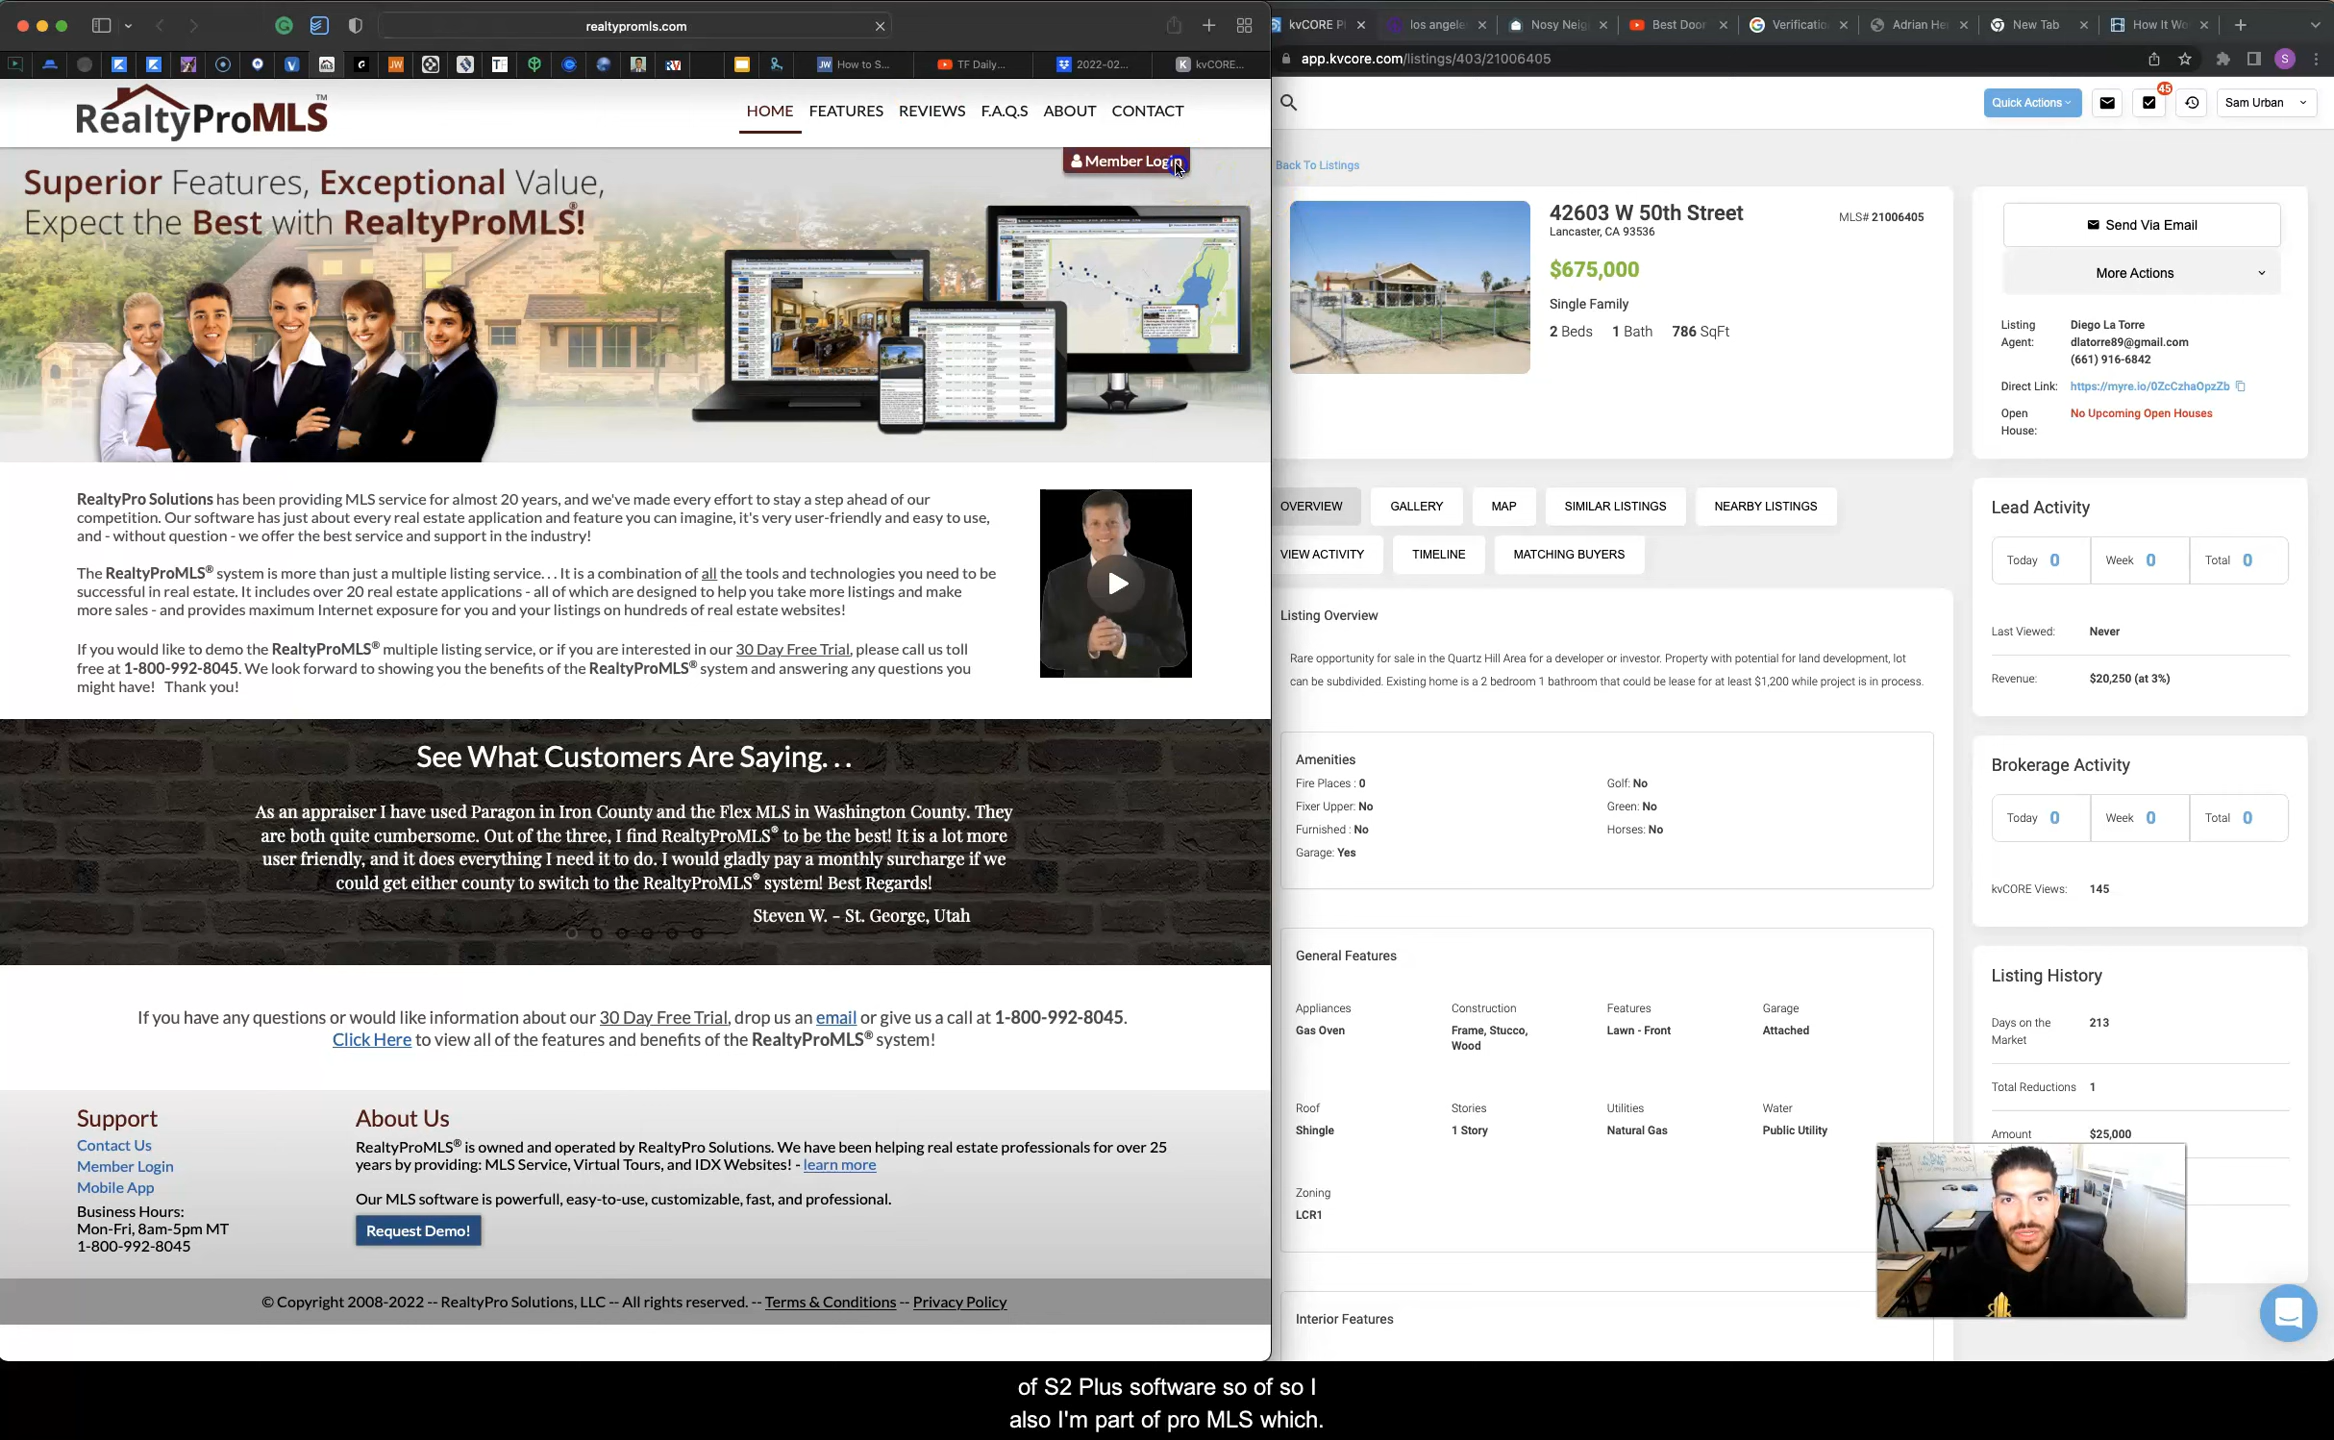 realtypromls.com
How to S...
TF Daily...
2022-02...
kvCORE...
RealtyProMLS™
HOME FEATURES REVIEWS F.A.Q.S ABOUT CONTACT
Member Login
Superior Features, Exceptional Value,
Expect the Best with RealtyProMLS®!
RealtyPro Solutions has been providing MLS service for almost 20 years, and we've made every effort to stay a step ahead of our
competition. Our software has just about every real estate application and feature you can imagine, it's very user-friendly and easy to use,
and - without question - we offer the best service and support in the industry!
The RealtyProMLS® system is more than just a multiple listing service. . . It is a combination of all the tools and technologies you need to be
successful in real estate. It includes over 20 real estate applications - all of which are designed to help you take more listings and make
more sales - and provides maximum Internet exposure for you and your listings on hundreds of real estate websites!
If you would like to demo the RealtyProMLS® multiple listing service, or if you are interested in our 30 Day Free Trial, please call us toll
free at 1-800-992-8045. We look forward to showing you the benefits of the RealtyProMLS® system and answering any questions you
might have! Thank you!
See What Customers Are Saying. . .
As an appraiser I have used Paragon in Iron County and the Flex MLS in Washington County. They
are both quite cumbersome. Out of the three, I find RealtyProMLS® to be the best! It is a lot more
user friendly, and it does everything I need it to do. I would gladly pay a monthly surcharge if we
could get either county to switch to the RealtyProMLS® system! Best Regards!
Steven W. - St. George, Utah
If you have any questions or would like information about our 30 Day Free Trial, drop us an email or give us a call at 1-800-992-8045.
Click Here to view all of the features and benefits of the RealtyProMLS® system!
Support
Contact Us
Member Login
Mobile App
Business Hours:
Mon-Fri, 8am-5pm MT
1-800-992-8045
About Us
RealtyProMLS® is owned and operated by RealtyPro Solutions. We have been helping real estate professionals for over 25
years by providing: MLS Service, Virtual Tours, and IDX Websites! - learn more
Our MLS software is powerfull, easy-to-use, customizable, fast, and professional.
Request Demo!
© Copyright 2008-2022 -- RealtyPro Solutions, LLC -- All rights reserved. -- Terms & Conditions -- Privacy Policy
kvCORE Pl
los angele
Nosy Neig
Best Door
Verificatio
Adrian He
New Tab
How It Wo
app.kvcore.com/listings/403/21006405
Quick Actions
45
Sam Urban
Back To Listings
42603 W 50th Street
MLS# 21006405
Lancaster, CA 93536
$675,000
Single Family
2 Beds 1 Bath 786 SqFt
Send Via Email
More Actions
Listing Agent: Diego La Torre
dlatorre89@gmail.com
(661) 916-6842
Direct Link: https://myre.io/0ZcCzhaOpzZb
Open House: No Upcoming Open Houses
OVERVIEW GALLERY MAP SIMILAR LISTINGS NEARBY LISTINGS
VIEW ACTIVITY TIMELINE MATCHING BUYERS
Listing Overview
Rare opportunity for sale in the Quartz Hill Area for a developer or investor. Property with potential for land development, lot
can be subdivided. Existing home is a 2 bedroom 1 bathroom that could be lease for at least $1,200 while project is in process.
Amenities
Fire Places : 0 Golf: No
Fixer Upper: No Green: No
Furnished : No Horses: No
Garage: Yes
General Features
Appliances Construction Features Garage
Gas Oven Frame, Stucco, Wood Lawn - Front Attached
Roof Stories Utilities Water
Shingle 1 Story Natural Gas Public Utility
Zoning
LCR1
Interior Features
Lead Activity
Today 0 Week 0 Total 0
Last Viewed: Never
Revenue: $20,250 (at 3%)
Brokerage Activity
Today 0 Week 0 Total 0
kvCORE Views: 145
Listing History
Days on the Market 213
Total Reductions 1
Amount $25,000
of S2 Plus software so of so I
also I'm part of pro MLS which.